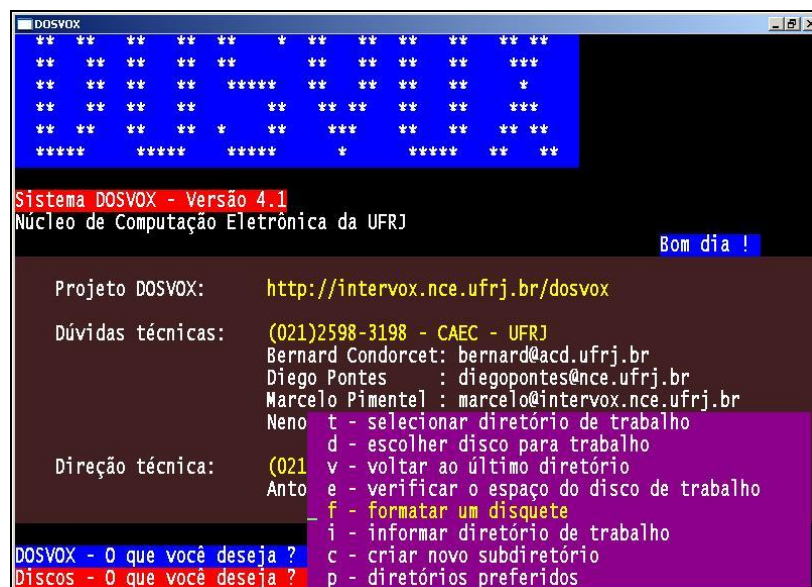 DOSVOX
Sistema DOSVOX - Versão 4.1
Núcleo de Computação Eletrônica da UFRJ
Bom dia !
Projeto DOSVOX: http://intervox.nce.ufrj.br/dosvox
Dúvidas técnicas: (021)2598-3198 - CAEC - UFRJ
Bernard Condorcet: bernard@acd.ufrj.br
Diego Pontes : diegopontes@nce.ufrj.br
Marcelo Pimentel : marcelo@intervox.nce.ufrj.br
Neno
Direção técnica: (021
Anto
t - selecionar diretório de trabalho
d - escolher disco para trabalho
v - voltar ao último diretório
e - verificar o espaço do disco de trabalho
_ f - formatar um disquete
i - informar diretório de trabalho
c - criar novo subdiretório
p - diretórios preferidos
DOSVOX - O que você deseja ?
Discos - O que você deseja ?